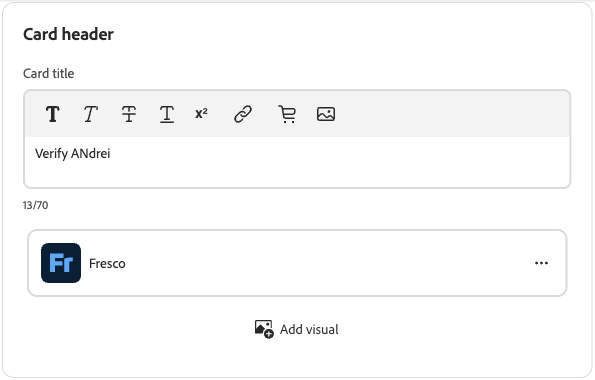 Card header
Card title
T T T T x²
Verify ANdrei
13/70
Fr Fresco
Add visual